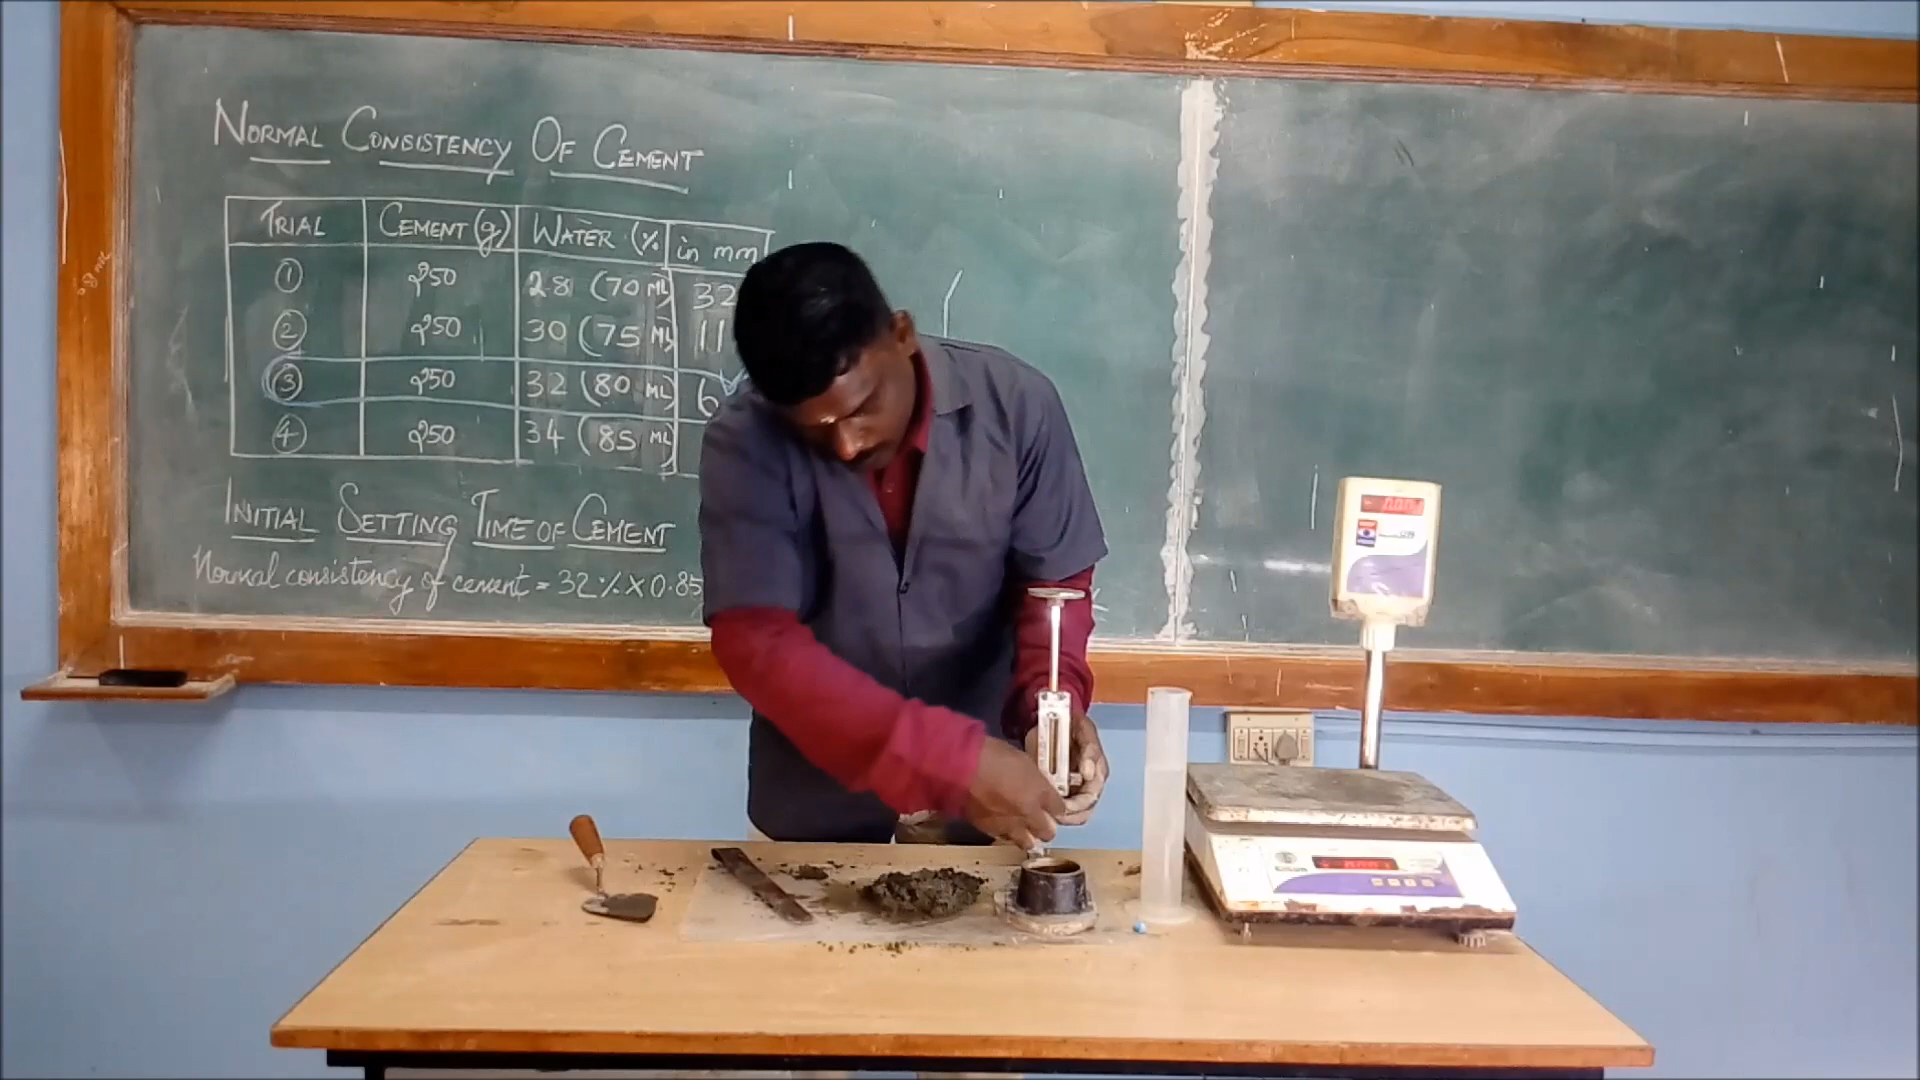 NORMAL CONSISTENCY OF CEMENT
TRIAL CEMENT (g) WATER (% in mm
① 250 28 (70 ML) 32
② 250 30 (75 ML) 11
③ 250 32 (80 ML) 6
④ 250 34 (85 ML)
INITIAL SETTING TIME OF CEMENT
Normal consistency of cement = 32% X 0.85